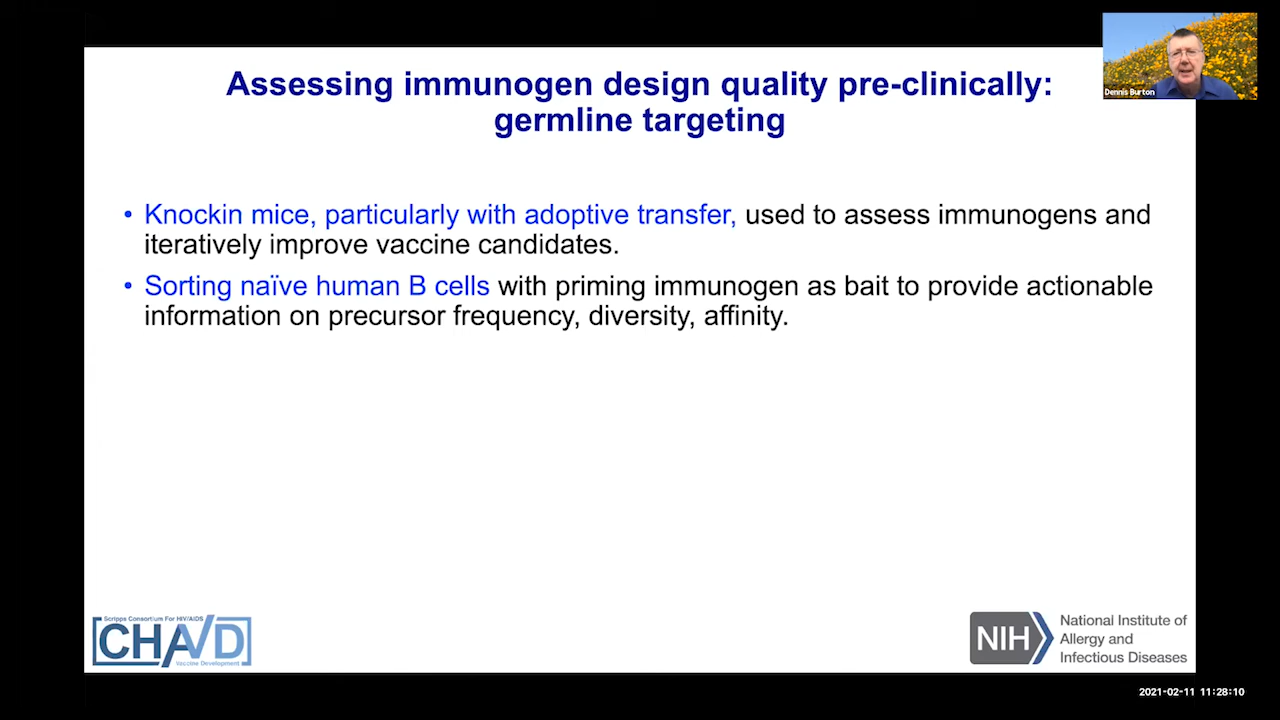 Assessing immunogen design quality pre-clinically:
germline targeting
Dennis Burton
• Knockin mice, particularly with adoptive transfer, used to assess immunogens and
iteratively improve vaccine candidates.
• Sorting naïve human B cells with priming immunogen as bait to provide actionable
information on precursor frequency, diversity, affinity.
Scripps Consortium For HIV/AIDS
CHAVD
Vaccine Development
NIH
National Institute of
Allergy and
Infectious Diseases
2021-02-11 11:28:10